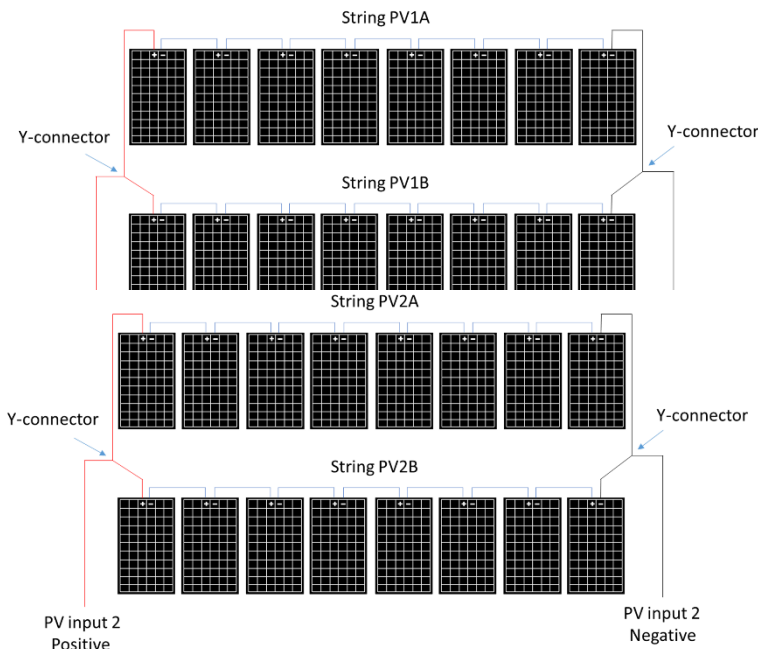 String PV1A
+ − + − + − + − + − + − + − + −
Y-connector
Y-connector
String PV1B
+ − + − + − + − + − + − + − + −
String PV2A
+ − + − + − + − + − + − + − + −
Y-connector
Y-connector
String PV2B
+ − + − + − + − + − + − + − + −
PV input 2
Positive
PV input 2
Negative